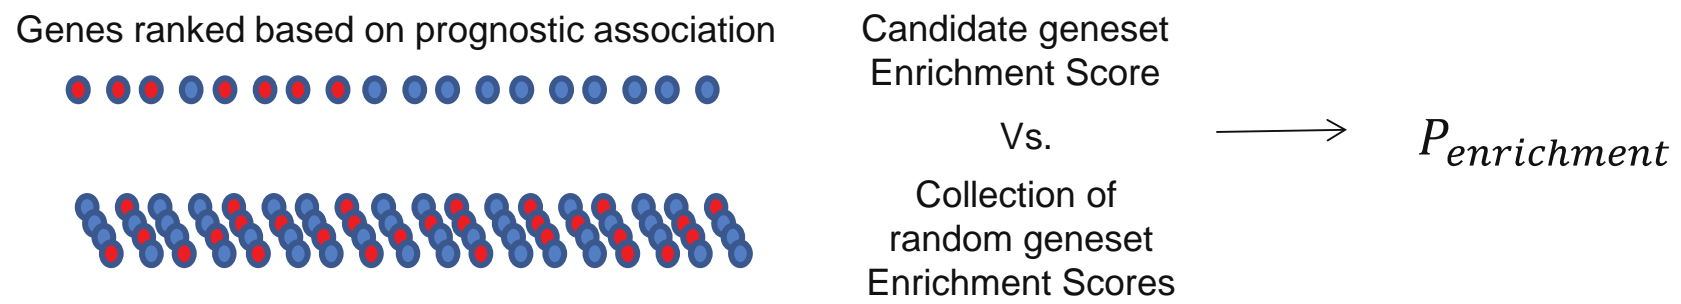 Genes ranked based on prognostic association
Candidate geneset
Enrichment Score
Vs.
Collection of
random geneset
Enrichment Scores
P_enrichment